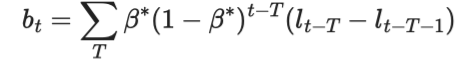 $b_t = \sum_{T} \beta^*(1 - \beta^*)^{t-T}(l_{t-T} - l_{t-T-1})$